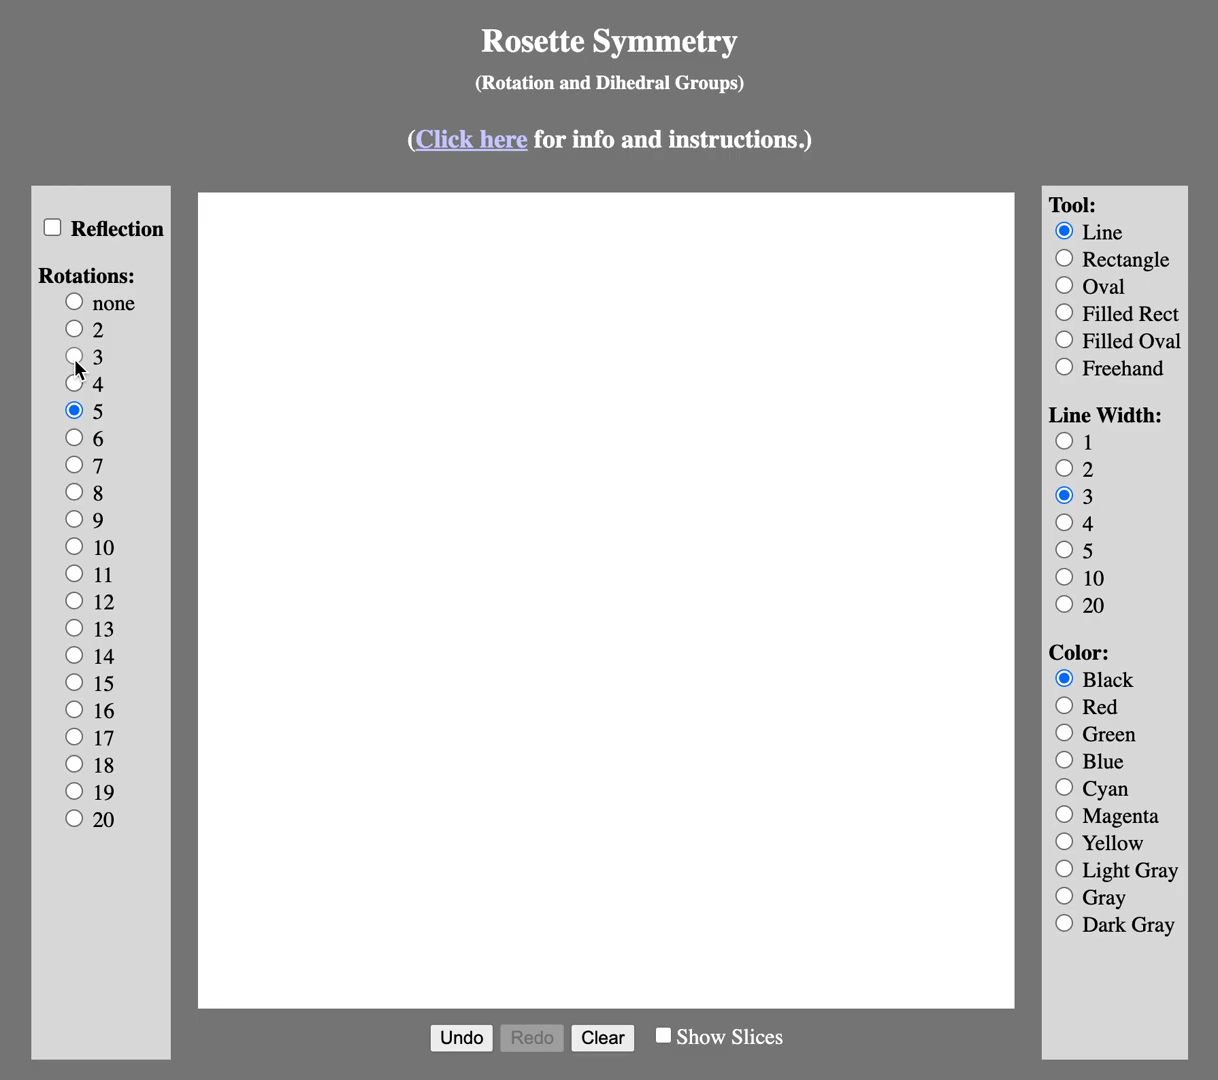 Rosette Symmetry
(Rotation and Dihedral Groups)
(Click here for info and instructions.)
Reflection
Rotations:
none
2
3
4
5
6
7
8
9
10
11
12
13
14
15
16
17
18
19
20
Tool:
Line
Rectangle
Oval
Filled Rect
Filled Oval
Freehand
Line Width:
1
2
3
4
5
10
20
Color:
Black
Red
Green
Blue
Cyan
Magenta
Yellow
Light Gray
Gray
Dark Gray
Undo Redo Clear Show Slices